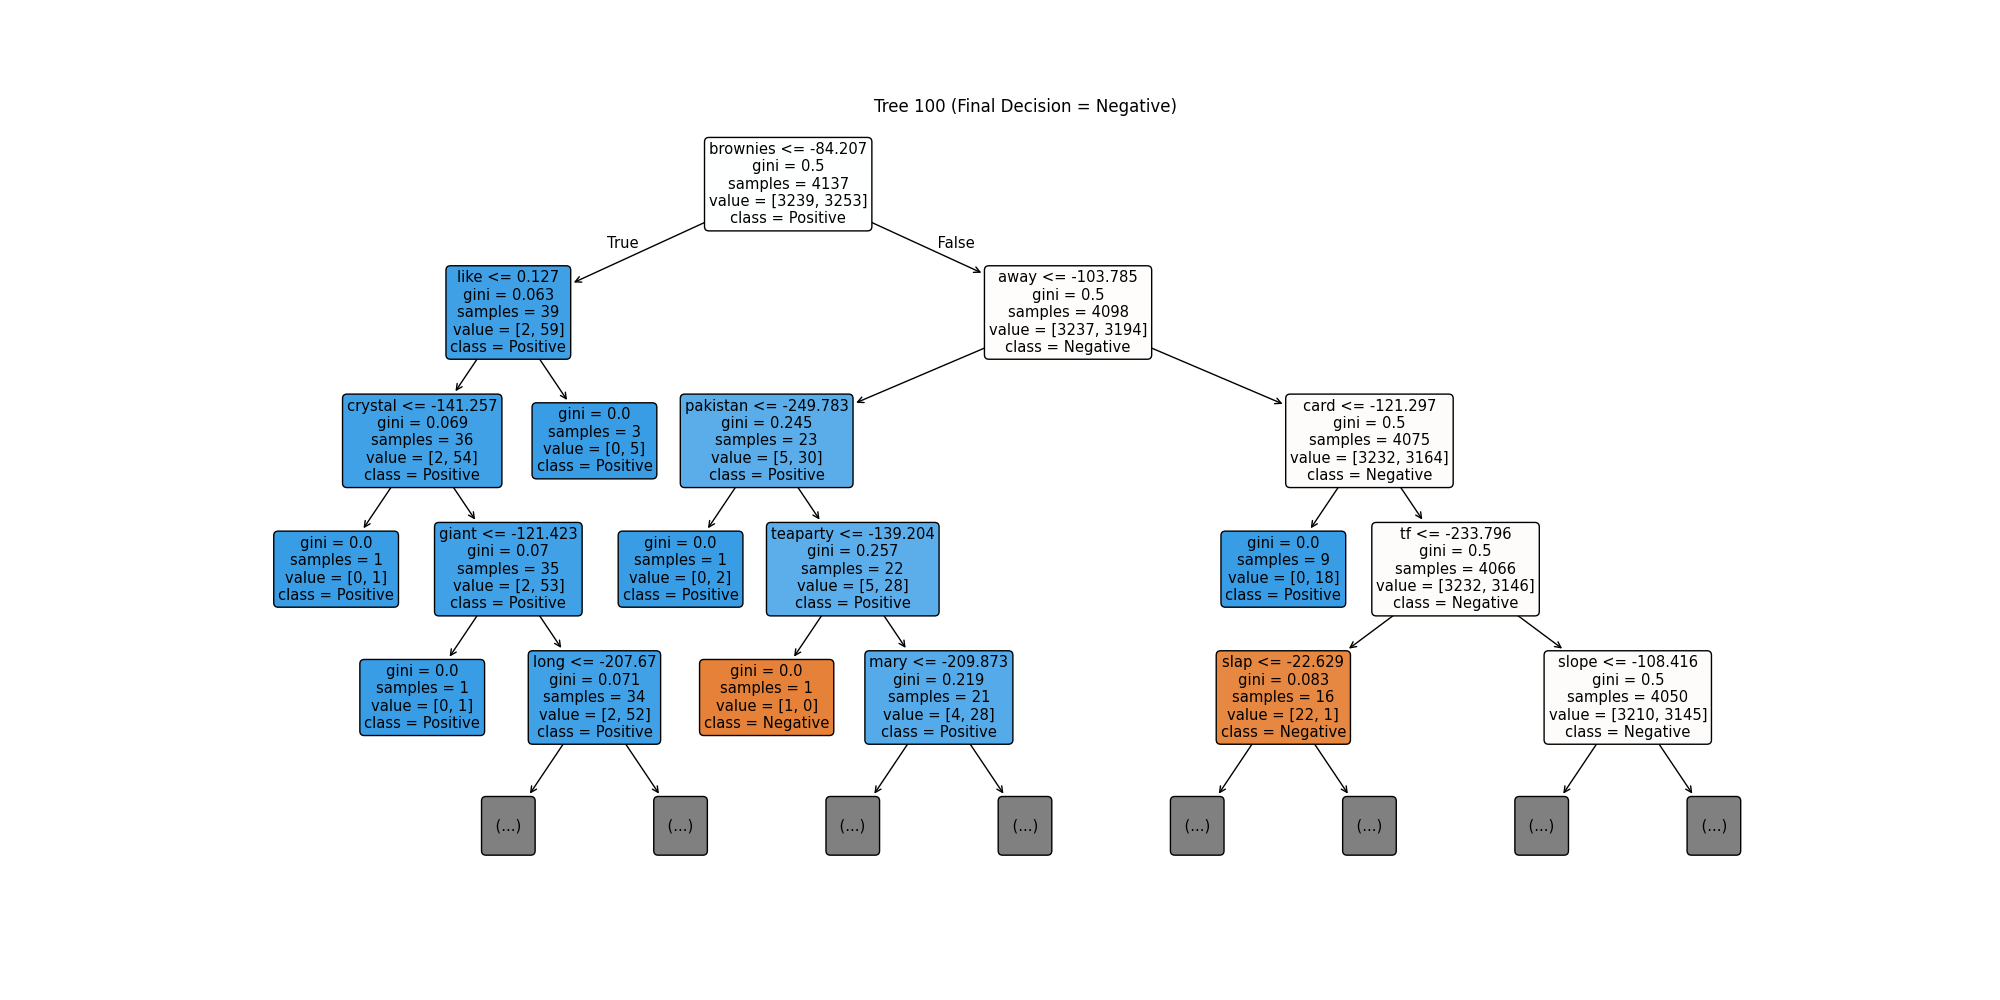 Tree 100 (Final Decision = Negative)
brownies <= -84.207
gini = 0.5
samples = 4137
value = [3239, 3253]
class = Positive
True
False
like <= 0.127
gini = 0.063
samples = 39
value = [2, 59]
class = Positive
away <= -103.785
gini = 0.5
samples = 4098
value = [3237, 3194]
class = Negative
crystal <= -141.257
gini = 0.069
samples = 36
value = [2, 54]
class = Positive
gini = 0.0
samples = 3
value = [0, 5]
class = Positive
pakistan <= -249.783
gini = 0.245
samples = 23
value = [5, 30]
class = Positive
card <= -121.297
gini = 0.5
samples = 4075
value = [3232, 3164]
class = Negative
gini = 0.0
samples = 1
value = [0, 1]
class = Positive
giant <= -121.423
gini = 0.07
samples = 35
value = [2, 53]
class = Positive
gini = 0.0
samples = 1
value = [0, 2]
class = Positive
teaparty <= -139.204
gini = 0.257
samples = 22
value = [5, 28]
class = Positive
gini = 0.0
samples = 9
value = [0, 18]
class = Positive
tf <= -233.796
gini = 0.5
samples = 4066
value = [3232, 3146]
class = Negative
gini = 0.0
samples = 1
value = [0, 1]
class = Positive
long <= -207.67
gini = 0.071
samples = 34
value = [2, 52]
class = Positive
gini = 0.0
samples = 1
value = [1, 0]
class = Negative
mary <= -209.873
gini = 0.219
samples = 21
value = [4, 28]
class = Positive
slap <= -22.629
gini = 0.083
samples = 16
value = [22, 1]
class = Negative
slope <= -108.416
gini = 0.5
samples = 4050
value = [3210, 3145]
class = Negative
(...)
(...)
(...)
(...)
(...)
(...)
(...)
(...)